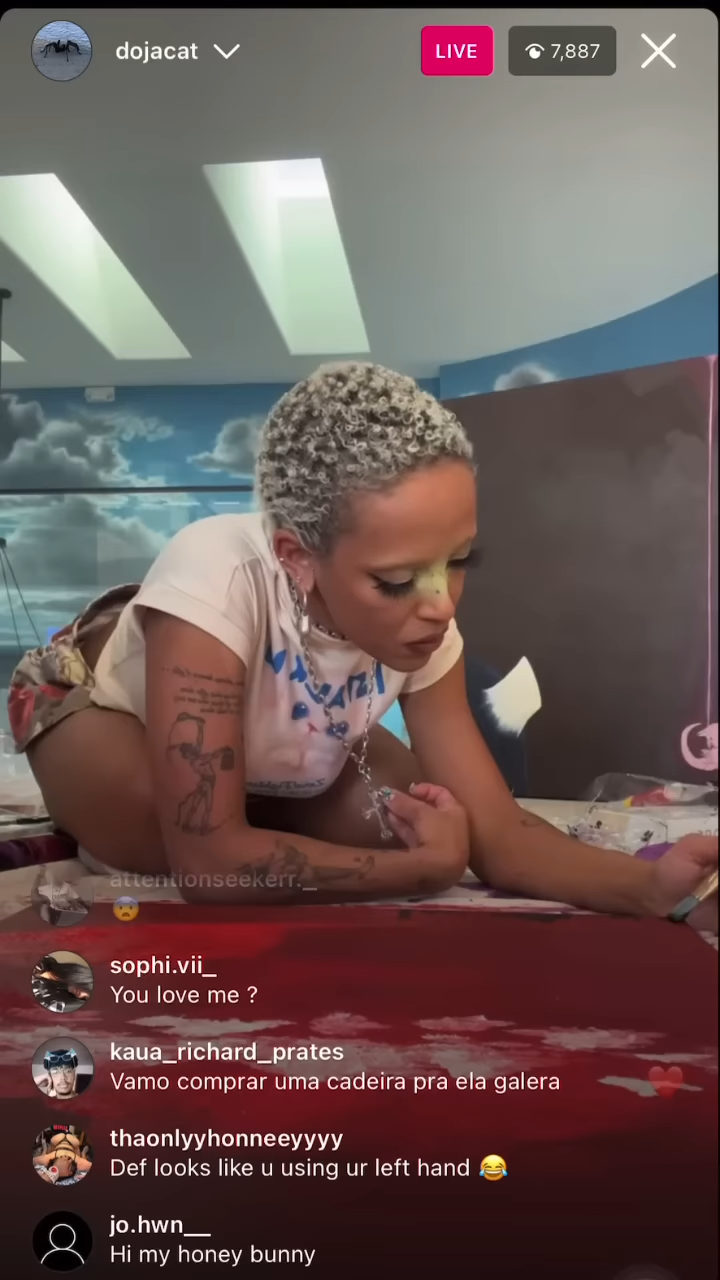 dojacat
LIVE
7,887
attentionseekerr._
😨
sophi.vii_
You love me ?
kaua_richard_prates
Vamo comprar uma cadeira pra ela galera
thaonlyyhonneeyyyy
Def looks like u using ur left hand 😂
jo.hwn__
Hi my honey bunny